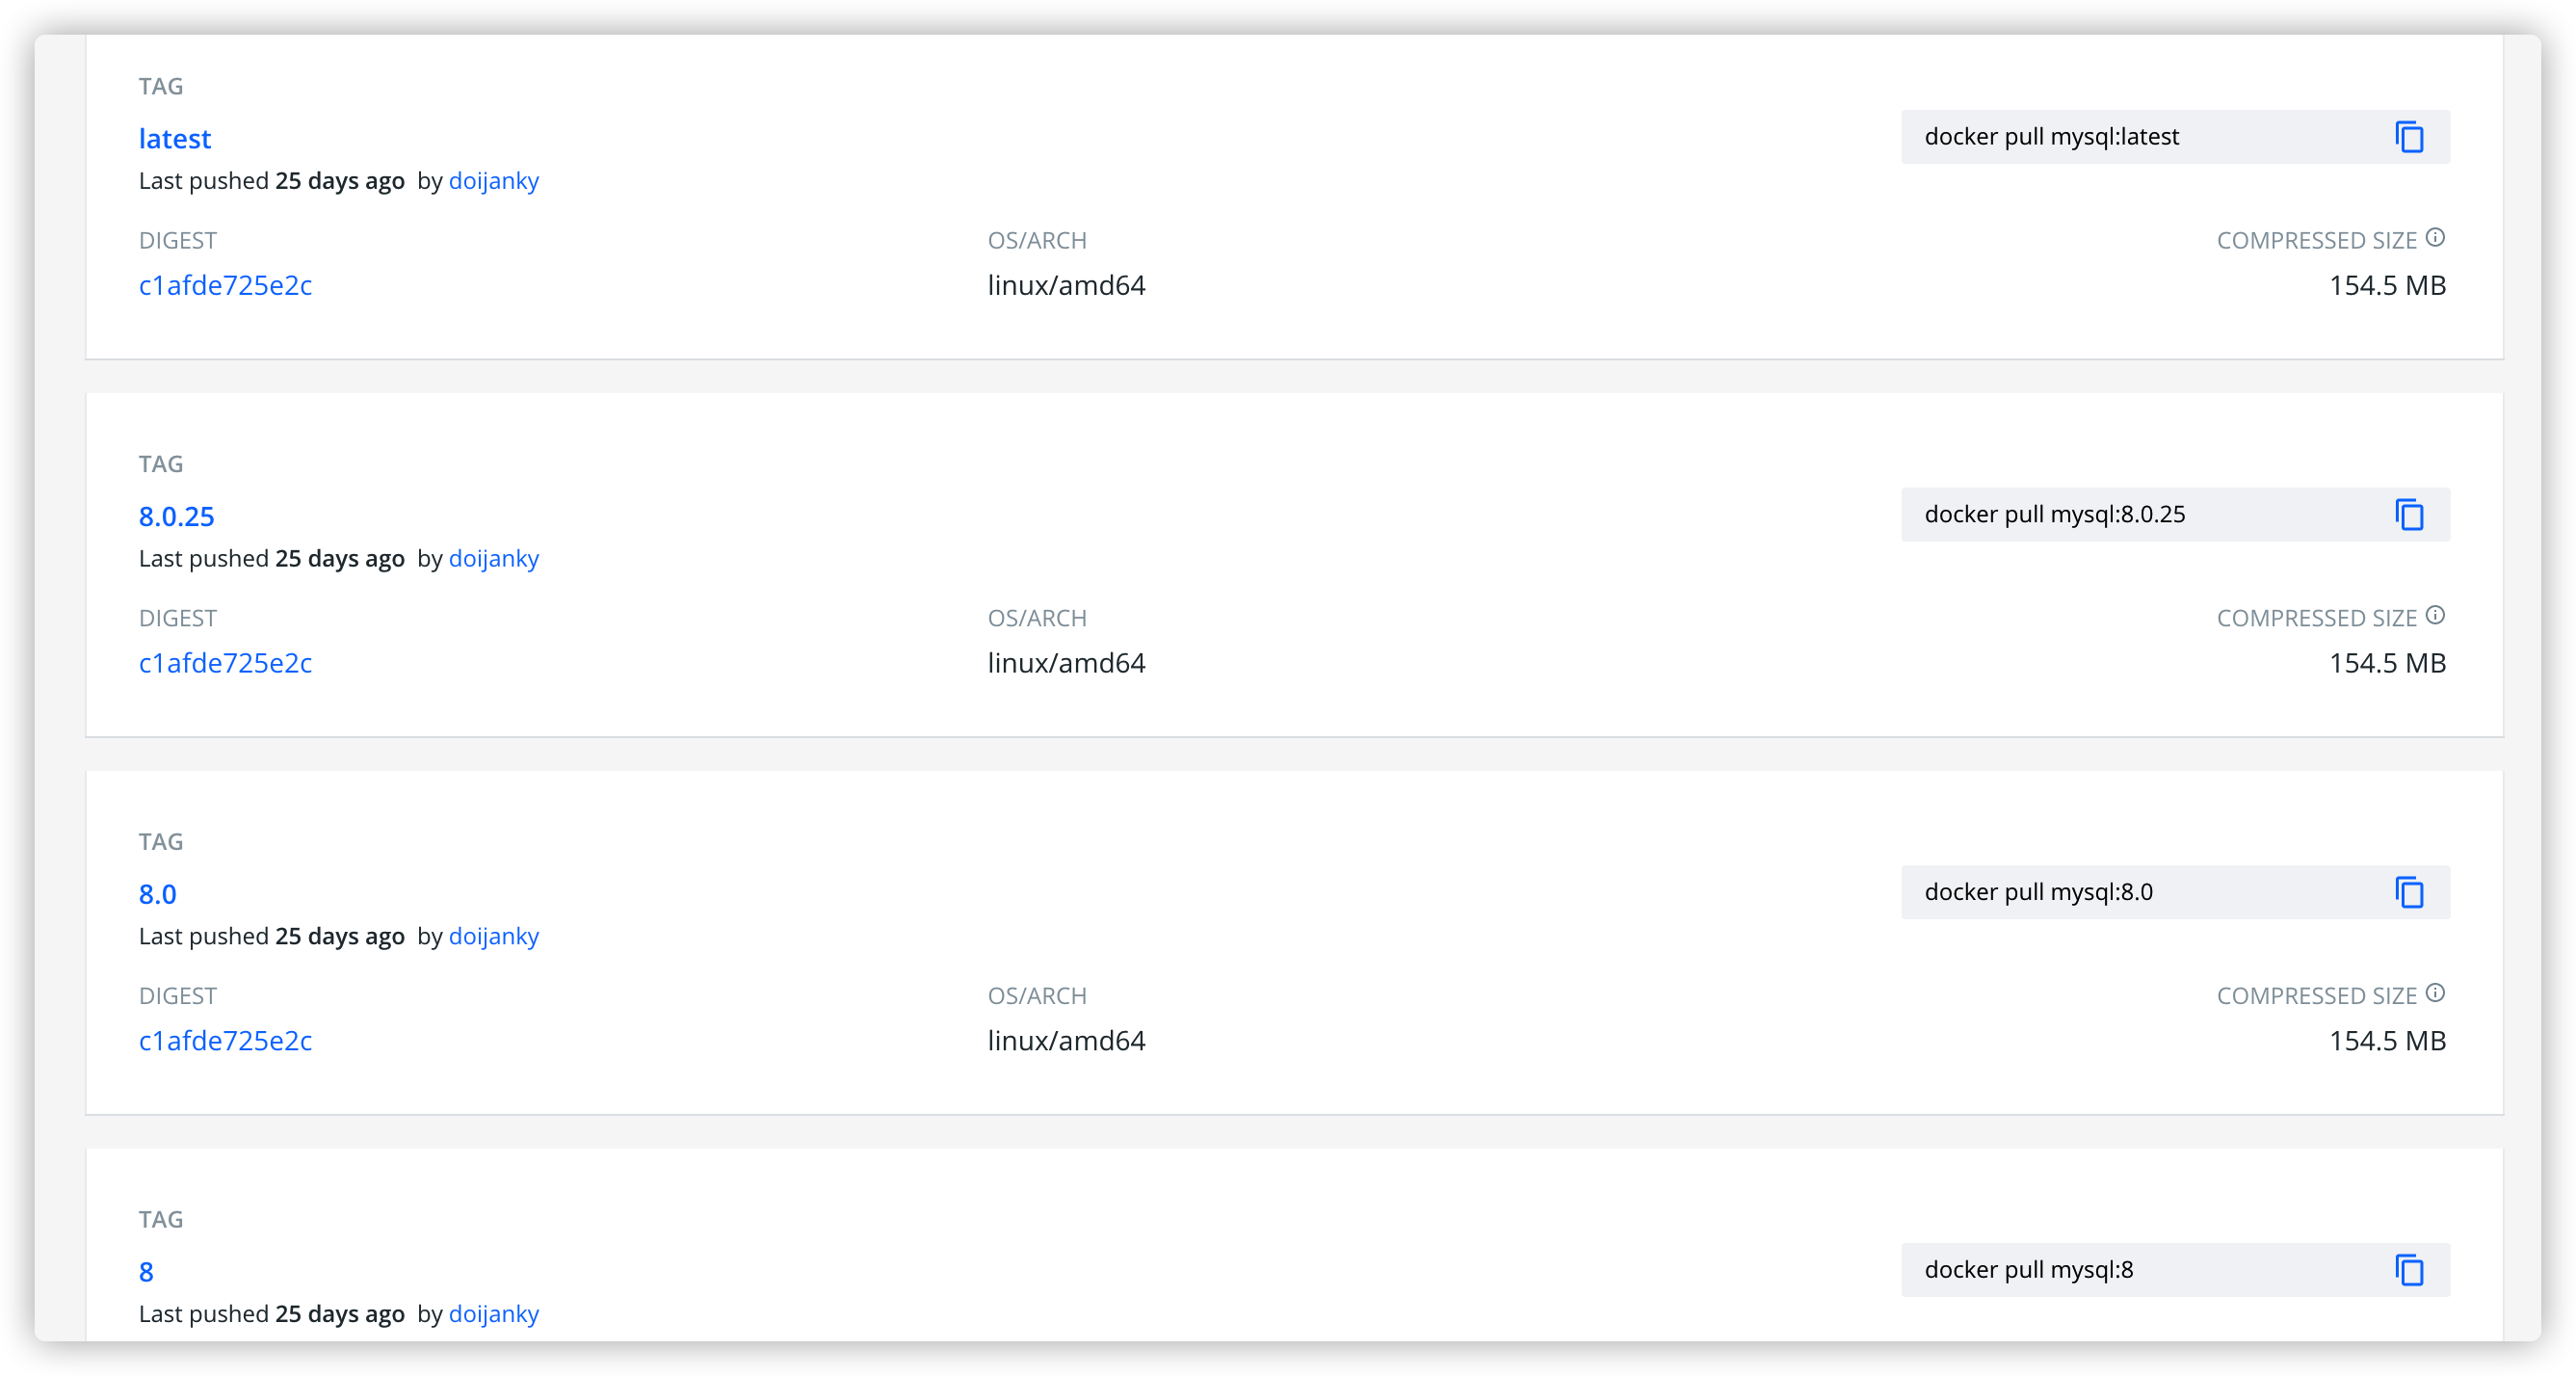 TAG
latest
docker pull mysql:latest
Last pushed 25 days ago by doijanky
DIGEST OS/ARCH COMPRESSED SIZE
c1afde725e2c linux/amd64 154.5 MB
TAG
8.0.25
docker pull mysql:8.0.25
Last pushed 25 days ago by doijanky
DIGEST OS/ARCH COMPRESSED SIZE
c1afde725e2c linux/amd64 154.5 MB
TAG
8.0
docker pull mysql:8.0
Last pushed 25 days ago by doijanky
DIGEST OS/ARCH COMPRESSED SIZE
c1afde725e2c linux/amd64 154.5 MB
TAG
8
docker pull mysql:8
Last pushed 25 days ago by doijanky